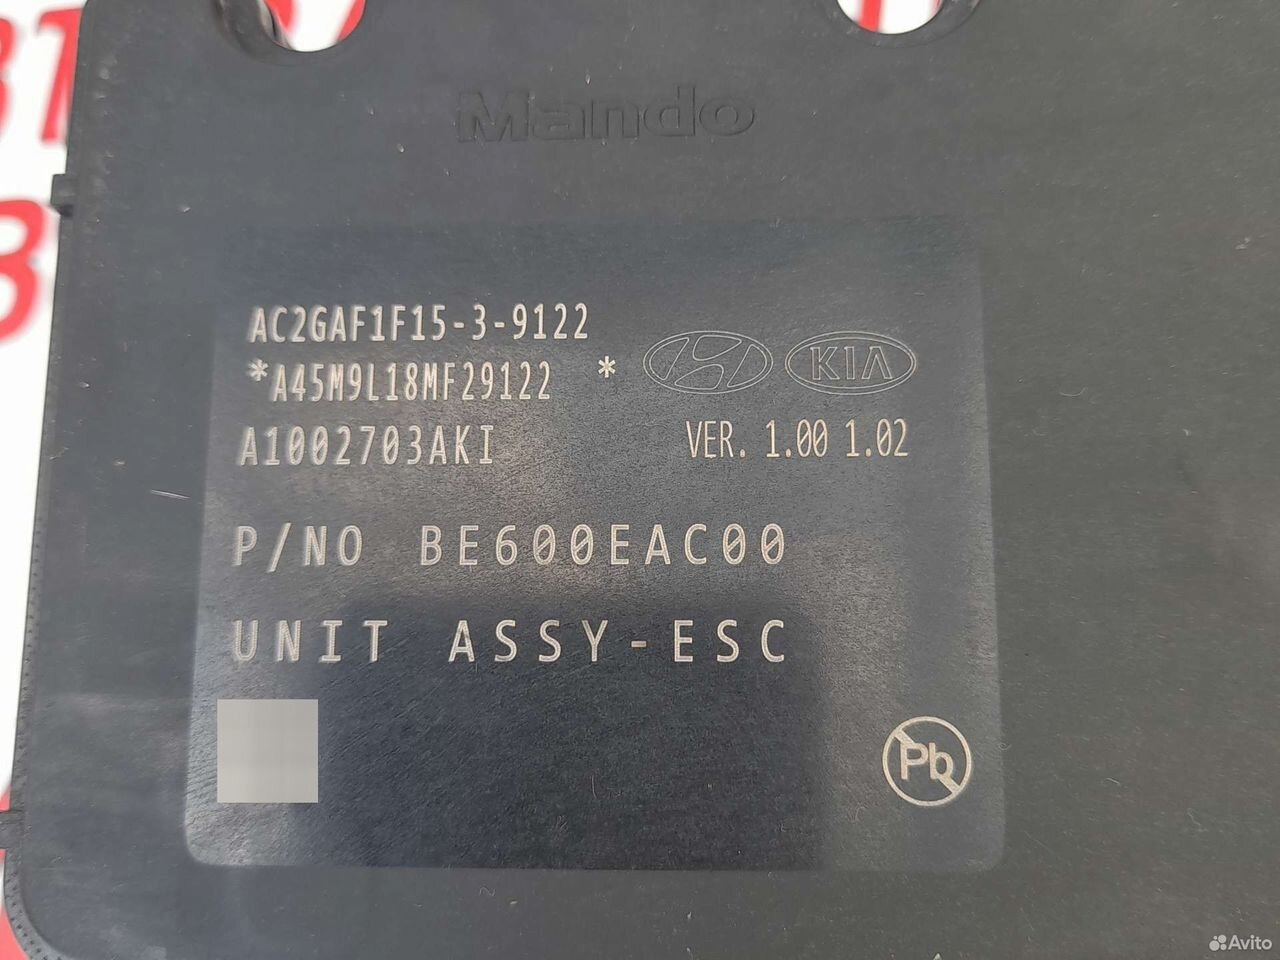 Mando
AC2GAF1F15-3-9122
*A45M9L18MF29122 *
KIA
A1002703AKI
VER. 1.00 1.02
P/NO BE600EAC00
UNIT ASSY-ESC
Pb
Avito